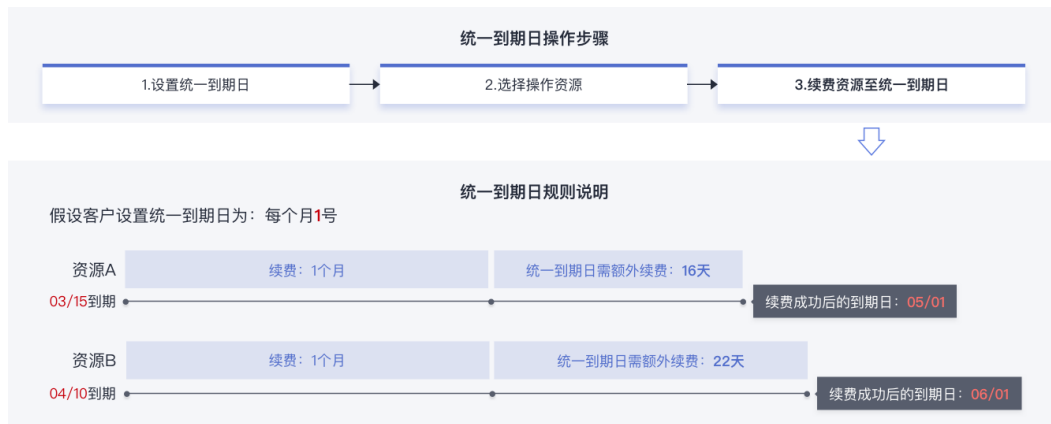 统一到期日操作步骤
1.设置统一到期日
2.选择操作资源
3.续费资源至统一到期日
统一到期日规则说明
假设客户设置统一到期日为：每个月1号
资源A
续费：1个月
统一到期日需额外续费：16天
03/15到期
续费成功后的到期日：05/01
资源B
续费：1个月
统一到期日需额外续费：22天
04/10到期
续费成功后的到期日：06/01